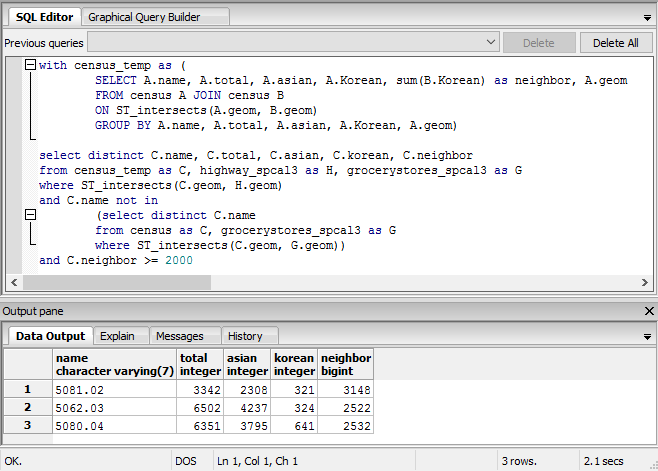 SQL Editor Graphical Query Builder
Previous queries Delete Delete All
with census_temp as (
SELECT A.name, A.total, A.asian, A.Korean, sum(B.Korean) as neighbor, A.geom
FROM census A JOIN census B
ON ST_intersects(A.geom, B.geom)
GROUP BY A.name, A.total, A.asian, A.Korean, A.geom)
select distinct C.name, C.total, C.asian, C.korean, C.neighbor
from census_temp as C, highway_spcal3 as H, grocerystores_spcal3 as G
where ST_intersects(C.geom, H.geom)
and C.name not in
(select distinct C.name
from census as C, grocerystores_spcal3 as G
where ST_intersects(C.geom, G.geom))
and C.neighbor >= 2000
Output pane
Data Output Explain Messages History
name total asian korean neighbor
character varying(7) integer integer integer bigint
1 5081.02 3342 2308 321 3148
2 5062.03 6502 4237 324 2522
3 5080.04 6351 3795 641 2532
OK. DOS Ln 1, Col 1, Ch 1 3 rows. 2.1 secs